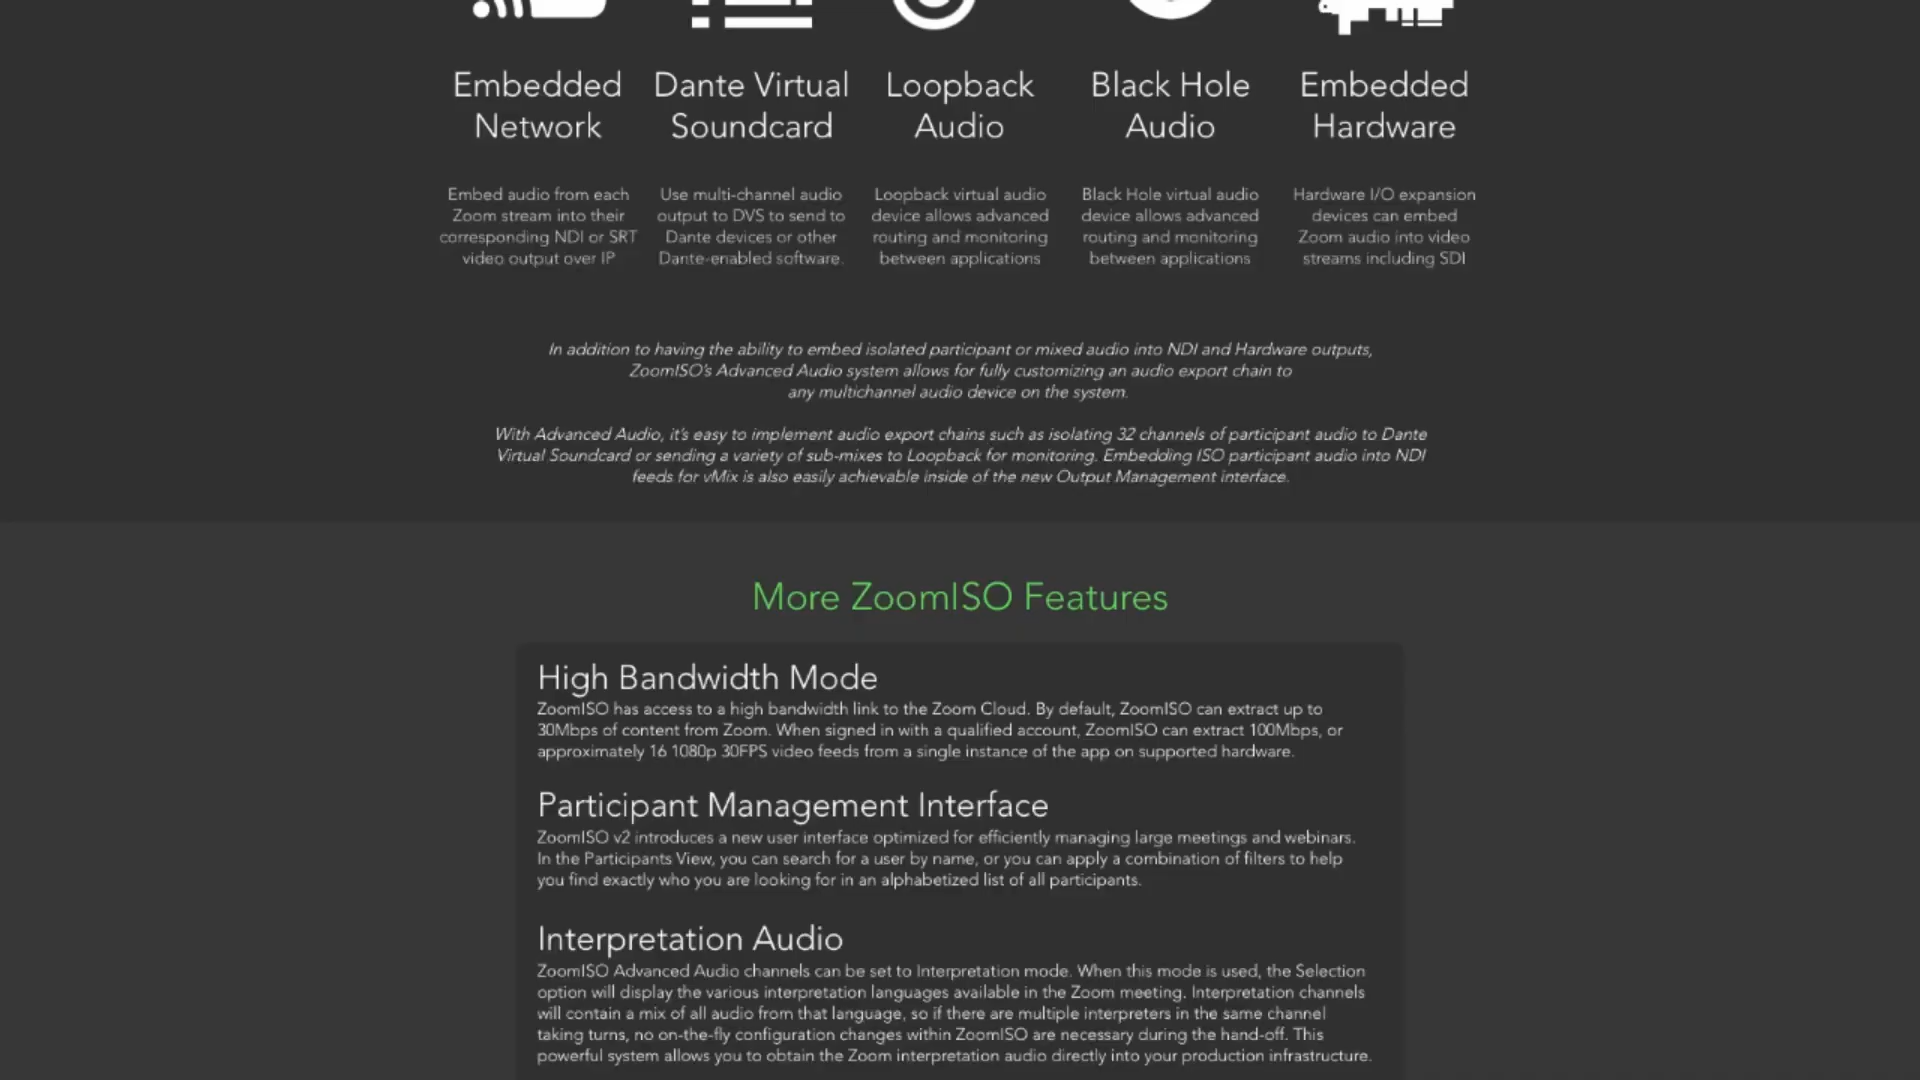 Embedded
Network
Embed audio from each
Zoom stream into their
corresponding NDI or SRT
video output over IP
Dante Virtual
Soundcard
Use multi-channel audio
output to DVS to send to
Dante devices or other
Dante-enabled software.
Loopback
Audio
Loopback virtual audio
device allows advanced
routing and monitoring
between applications
Black Hole
Audio
Black Hole virtual audio
device allows advanced
routing and monitoring
between applications
Embedded
Hardware
Hardware I/O expansion
devices can embed
Zoom audio into video
streams including SDI
In addition to having the ability to embed isolated participant or mixed audio into NDI and Hardware outputs,
ZoomISO's Advanced Audio system allows for fully customizing an audio export chain to
any multichannel audio device on the system.
With Advanced Audio, it's easy to implement audio export chains such as isolating 32 channels of participant audio to Dante
Virtual Soundcard or sending a variety of sub-mixes to Loopback for monitoring. Embedding ISO participant audio into NDI
feeds for vMix is also easily achievable inside of the new Output Management interface.
More ZoomISO Features
High Bandwidth Mode
ZoomISO has access to a high bandwidth link to the Zoom Cloud. By default, ZoomISO can extract up to
30Mbps of content from Zoom. When signed in with a qualified account, ZoomISO can extract 100Mbps, or
approximately 16 1080p 30FPS video feeds from a single instance of the app on supported hardware.
Participant Management Interface
ZoomISO v2 introduces a new user interface optimized for efficiently managing large meetings and webinars.
In the Participants View, you can search for a user by name, or you can apply a combination of filters to help
you find exactly who you are looking for in an alphabetized list of all participants.
Interpretation Audio
ZoomISO Advanced Audio channels can be set to Interpretation mode. When this mode is used, the Selection
option will display the various interpretation languages available in the Zoom meeting. Interpretation channels
will contain a mix of all audio from that language, so if there are multiple interpreters in the same channel
taking turns, no on-the-fly configuration changes within ZoomISO are necessary during the hand-off. This
powerful system allows you to obtain the Zoom interpretation audio directly into your production infrastructure.